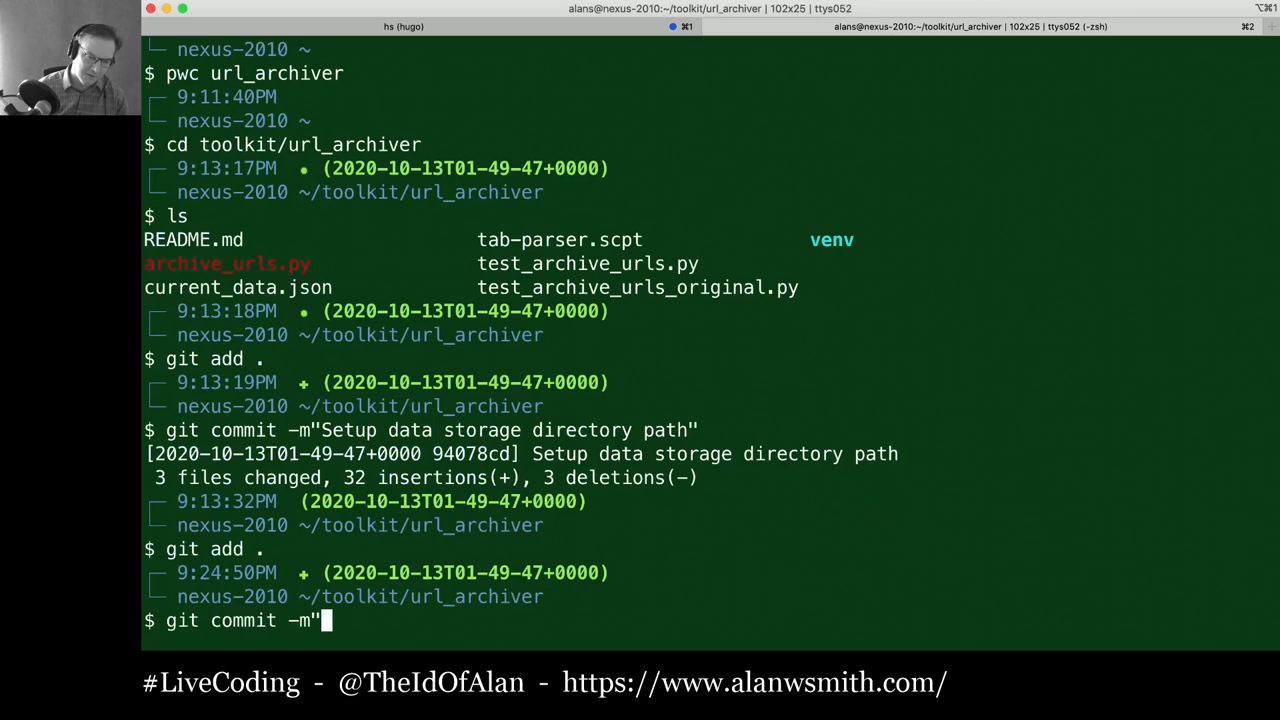 alans@nexus-2010:~/toolkit/url_archiver | 102x25 | ttys052
⌥⌘1
hs (hugo)
⌘1
alans@nexus-2010:~/toolkit/url_archiver | 102x25 | ttys052 (-zsh)
⌘2
+
nexus-2010 ~
$ pwc url_archiver
9:11:40PM
nexus-2010 ~
$ cd toolkit/url_archiver
9:13:17PM • (2020-10-13T01-49-47+0000)
nexus-2010 ~/toolkit/url_archiver
$ ls
README.md tab-parser.scpt venv
archive_urls.py test_archive_urls.py
current_data.json test_archive_urls_original.py
9:13:18PM • (2020-10-13T01-49-47+0000)
nexus-2010 ~/toolkit/url_archiver
$ git add .
9:13:19PM + (2020-10-13T01-49-47+0000)
nexus-2010 ~/toolkit/url_archiver
$ git commit -m"Setup data storage directory path"
[2020-10-13T01-49-47+0000 94078cd] Setup data storage directory path
3 files changed, 32 insertions(+), 3 deletions(-)
9:13:32PM (2020-10-13T01-49-47+0000)
nexus-2010 ~/toolkit/url_archiver
$ git add .
9:24:50PM + (2020-10-13T01-49-47+0000)
nexus-2010 ~/toolkit/url_archiver
$ git commit -m"
#LiveCoding - @TheIdOfAlan - https://www.alanwsmith.com/